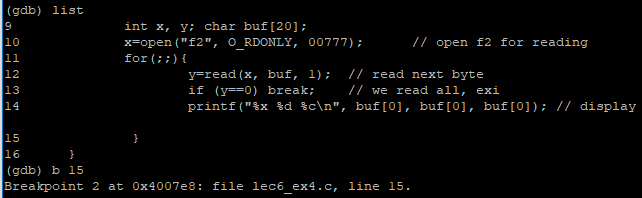 (gdb) list
9 int x, y; char buf[20];
10 x=open("f2", O_RDONLY, 00777); // open f2 for reading
11 for(;;){
12 y=read(x, buf, 1); // read next byte
13 if (y==0) break; // we read all, exi
14 printf("%x %d %c\n", buf[0], buf[0], buf[0]); // display
15 }
16 }
(gdb) b 15
Breakpoint 2 at 0x4007e8: file lec6_ex4.c, line 15.